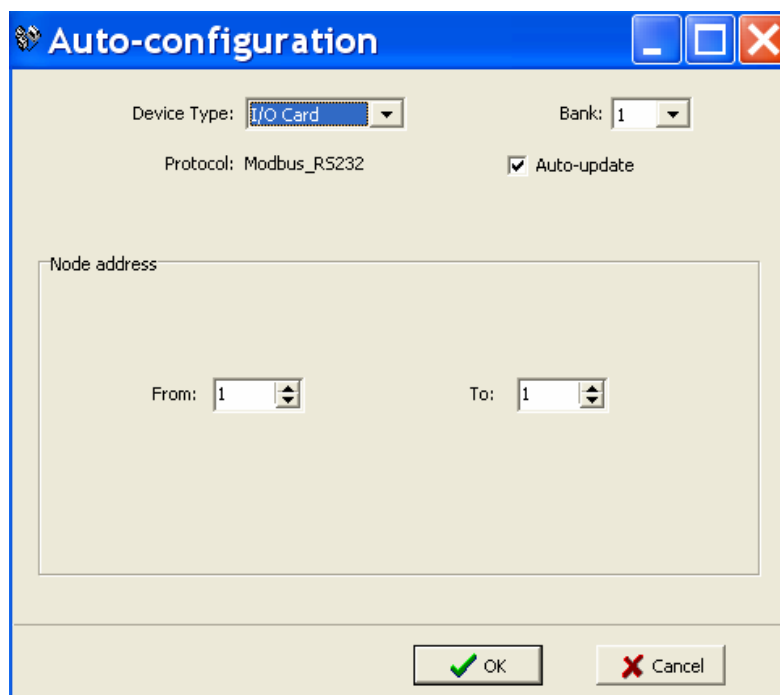 Auto-configuration
Device Type: I/O Card Bank: 1
Protocol: Modbus_RS232 Auto-update
Node address
From: 1 To: 1
OK Cancel